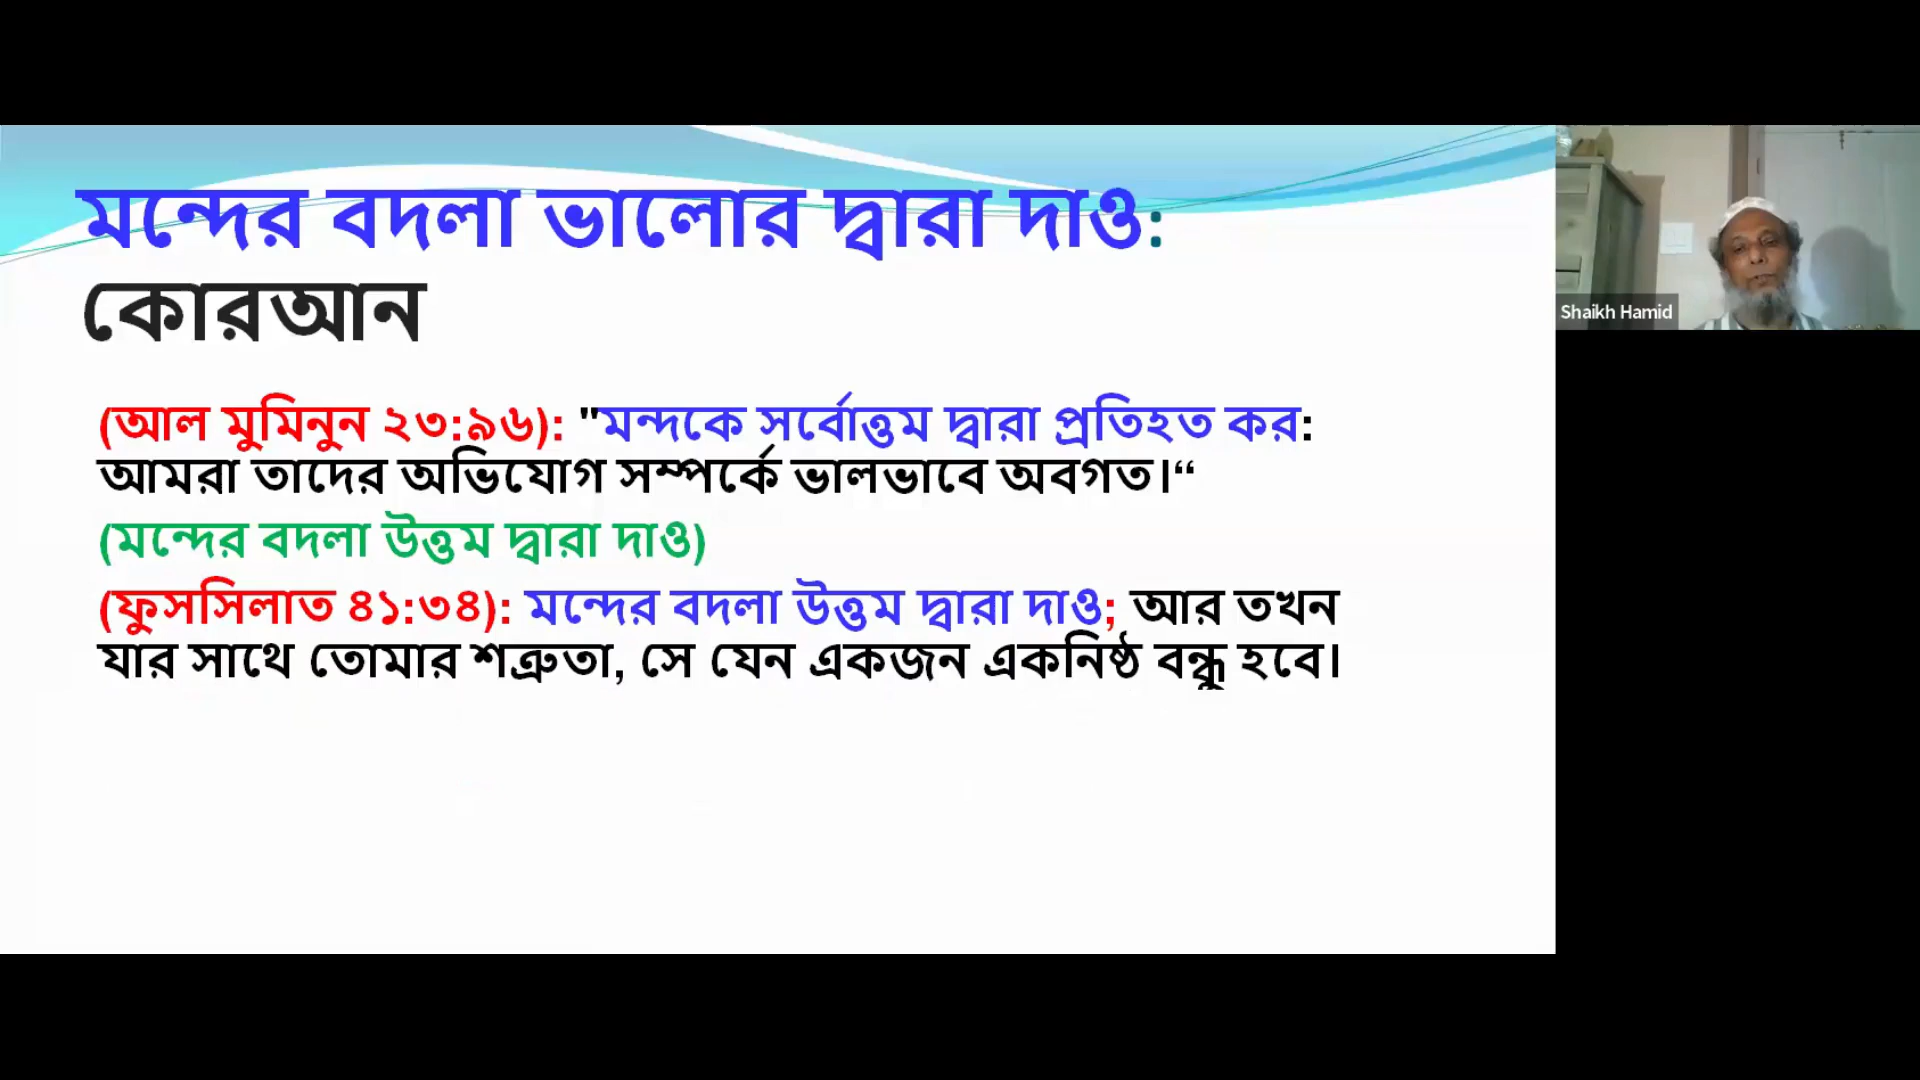 মন্দের বদলা ভালোর দ্বারা দাও:
কোরআন
(আল মুমিনুন ২৩:৯৬): "মন্দকে সর্বোত্তম দ্বারা প্রতিহত কর:
আমরা তাদের অভিযোগ সম্পর্কে ভালভাবে অবগত।“
(মন্দের বদলা উত্তম দ্বারা দাও)
(ফুসসিলাত ৪১:৩৪): মন্দের বদলা উত্তম দ্বারা দাও; আর তখন
যার সাথে তোমার শত্রুতা, সে যেন একজন একনিষ্ঠ বন্ধু হবে।
Shaikh Hamid